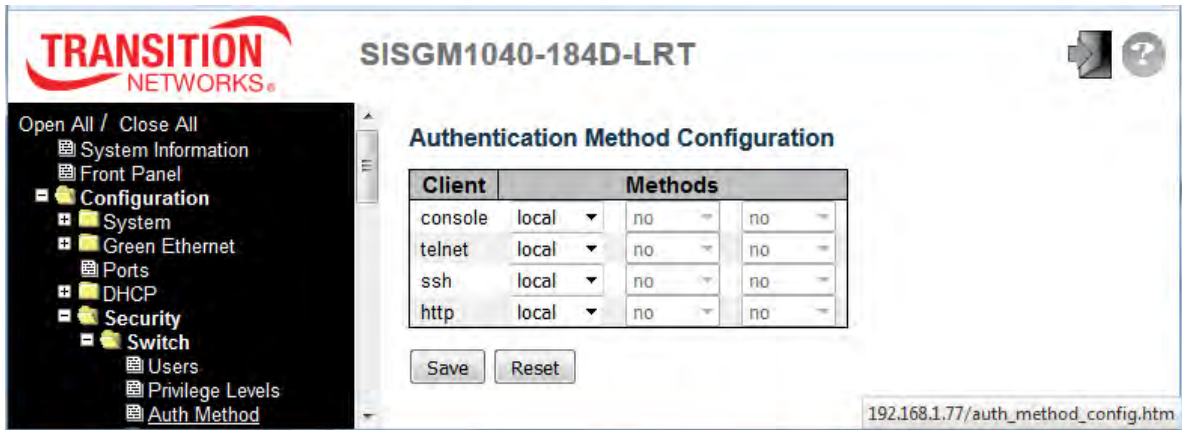 TRANSITION
NETWORKS®
SISGM1040-184D-LRT
?
Open All / Close All
System Information
Front Panel
Configuration
System
Green Ethernet
Ports
DHCP
Security
Switch
Users
Privilege Levels
Auth Method
Authentication Method Configuration
Client Methods
console local no no
telnet local no no
ssh local no no
http local no no
Save Reset
192.168.1.77/auth_method_config.htm